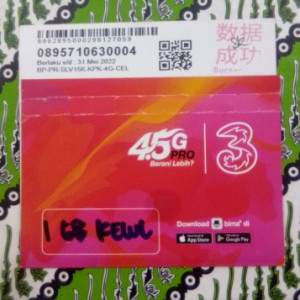 0895710630004
Berlaku s/d : 31 Mei 2022
BP-PR-SLV15K-KPK-4G-CEL
数据
成功
4.5G
PRO
Berani Lebih?
3
1 GB KEWL
Download bima+ di
App Store
Google Play